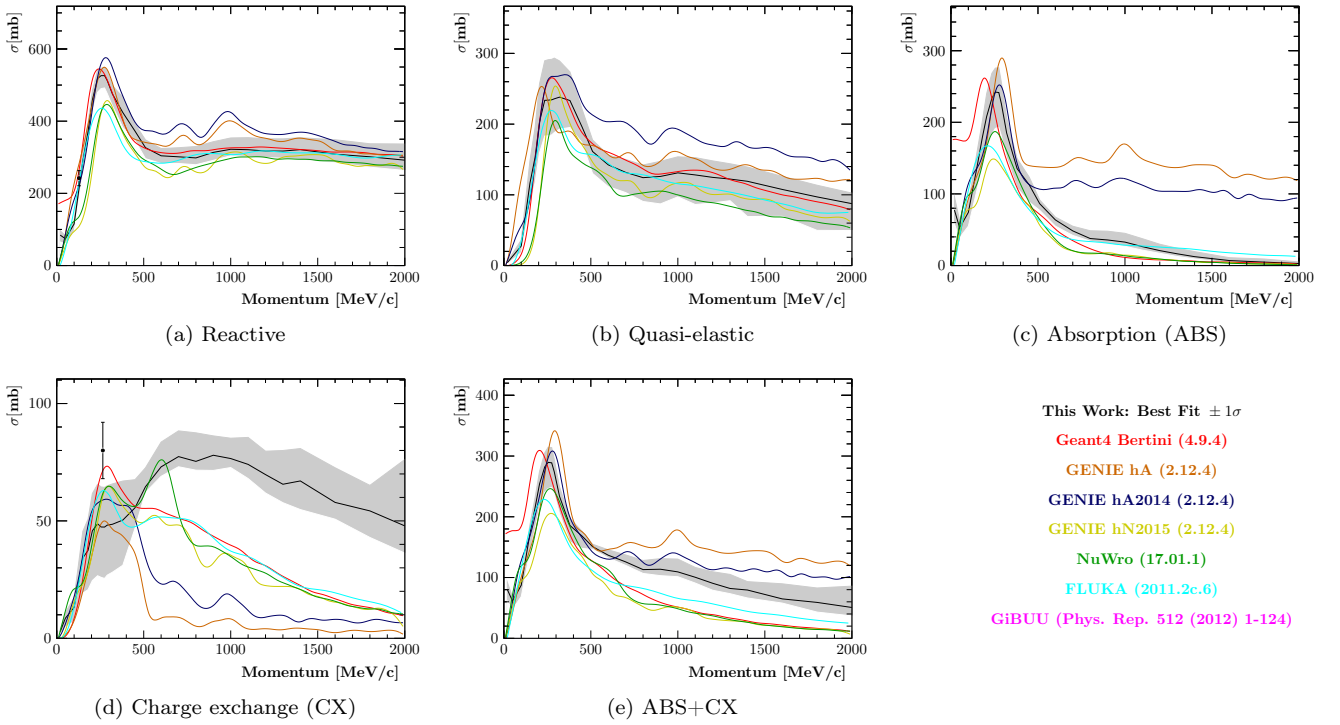 σ[mb]
600
400
200
0
0
500
1000
1500
2000
Momentum [MeV/c]
(a) Reactive
σ[mb]
300
200
100
0
0
500
1000
1500
2000
Momentum [MeV/c]
(b) Quasi-elastic
σ[mb]
300
200
100
0
0
500
1000
1500
2000
Momentum [MeV/c]
(c) Absorption (ABS)
σ[mb]
100
50
0
0
500
1000
1500
2000
Momentum [MeV/c]
(d) Charge exchange (CX)
σ[mb]
400
300
200
100
0
0
500
1000
1500
2000
Momentum [MeV/c]
(e) ABS+CX
This Work: Best Fit ± 1σ
Geant4 Bertini (4.9.4)
GENIE hA (2.12.4)
GENIE hA2014 (2.12.4)
GENIE hN2015 (2.12.4)
NuWro (17.01.1)
FLUKA (2011.2c.6)
GiBUU (Phys. Rep. 512 (2012) 1-124)